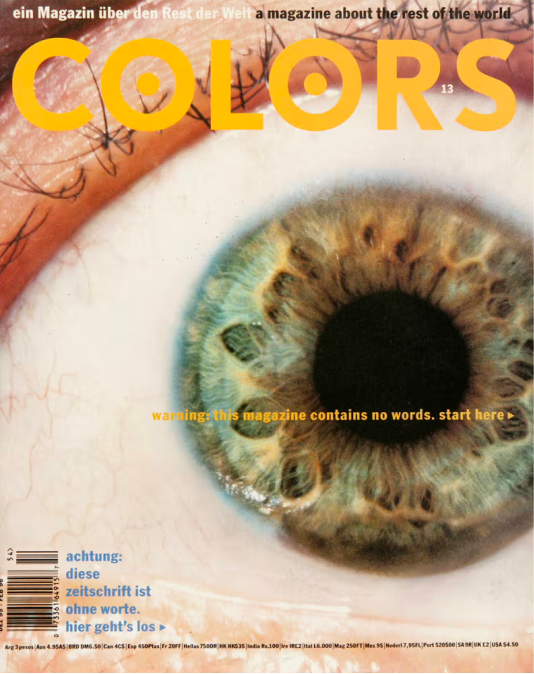 ein Magazin über den Rest der Welt a magazine about the rest of the world
COLORS
13
warning: this magazine contains no words. start here ▸
achtung:
diese
zeitschrift ist
ohne worte.
hier geht's los ▸
Arg 3 pesos|Aus 4.95A$|BRD DM6.50|Can 4C$|Esp 450Ptas|Fr 20FF|Hellas 750DR|HK HK$35|India Rs.100|Ire IR£2|Ital L6.000|Mag 250FT|Mex 9$|Nederl 7,95FL|Port 520$00|SA 9R|UK £2|USA $4.50